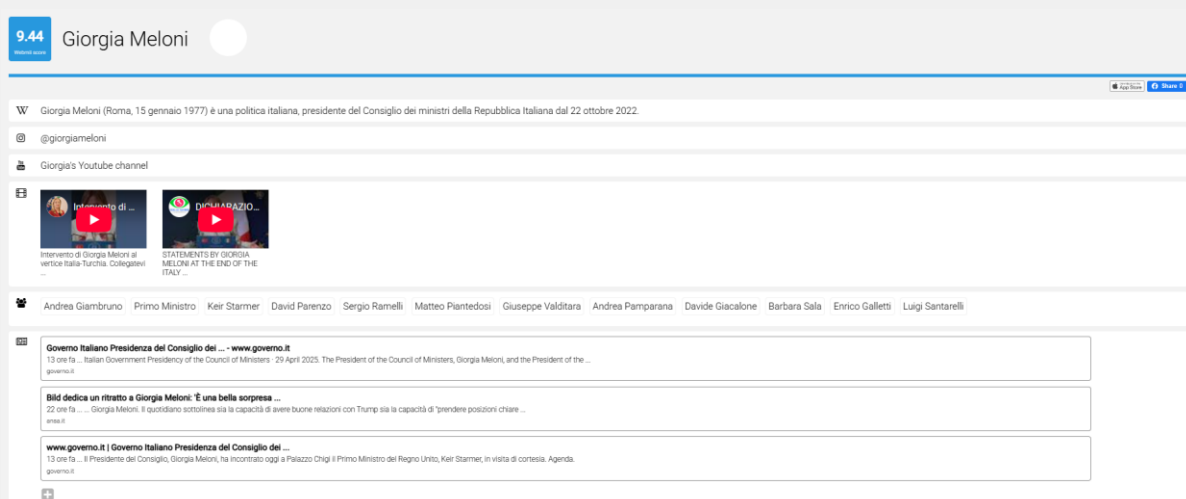 9.44
Webmii score
Giorgia Meloni
App Store
Share 0
W Giorgia Meloni (Roma, 15 gennaio 1977) è una politica italiana, presidente del Consiglio dei ministri della Repubblica Italiana dal 22 ottobre 2022.
@giorgiameloni
Giorgia's Youtube channel
Intervento di ...
DICHIARAZIO...
Intervento di Giorgia Meloni al
vertice Italia-Turchia. Collegatevi
...
STATEMENTS BY GIORGIA
MELONI AT THE END OF THE
ITALY ...
Andrea Giambruno Primo Ministro Keir Starmer David Parenzo Sergio Ramelli Matteo Piantedosi Giuseppe Valditara Andrea Pamparana Davide Giacalone Barbara Sala Enrico Galletti Luigi Santarelli
Governo Italiano Presidenza del Consiglio dei ... - www.governo.it
13 ore fa ... Italian Government Presidency of the Council of Ministers · 29 April 2025. The President of the Council of Ministers, Giorgia Meloni, and the President of the ...
governo.it
Bild dedica un ritratto a Giorgia Meloni: 'È una bella sorpresa ...
22 ore fa ... ... Giorgia Meloni. Il quotidiano sottolinea sia la capacità di avere buone relazioni con Trump sia la capacità di "prendere posizioni chiare ...
www.governo.it | Governo Italiano Presidenza del Consiglio dei ...
13 ore fa ... Il Presidente del Consiglio, Giorgia Meloni, ha incontrato oggi a Palazzo Chigi il Primo Ministro del Regno Unito, Keir Starmer, in visita di cortesia. Agenda.
governo.it